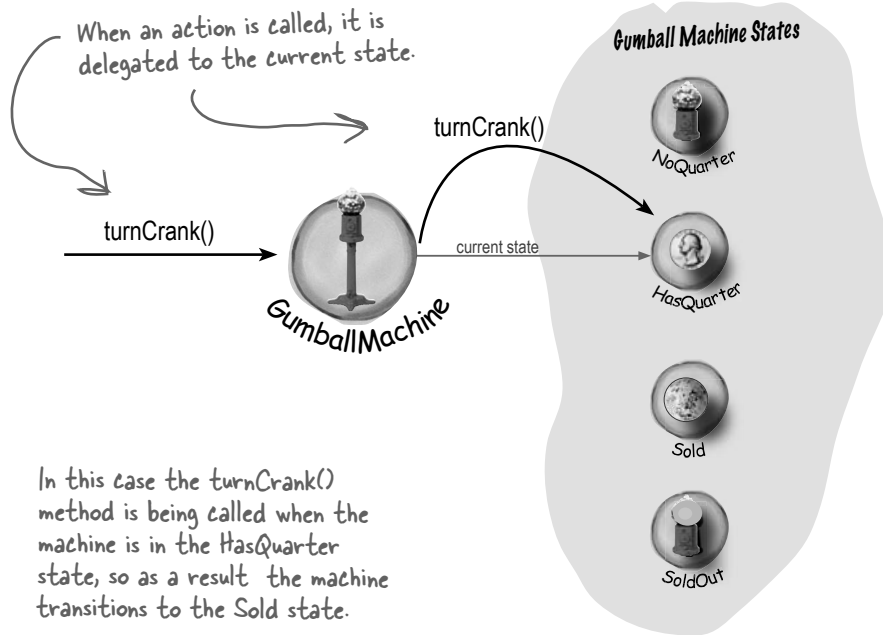 When an action is called, it is
delegated to the current state.
Gumball Machine States
turnCrank()
NoQuarter
turnCrank()
current state
HasQuarter
GumballMachine
Sold
In this case the turnCrank()
method is being called when the
machine is in the HasQuarter
state, so as a result the machine
transitions to the Sold state.
SoldOut